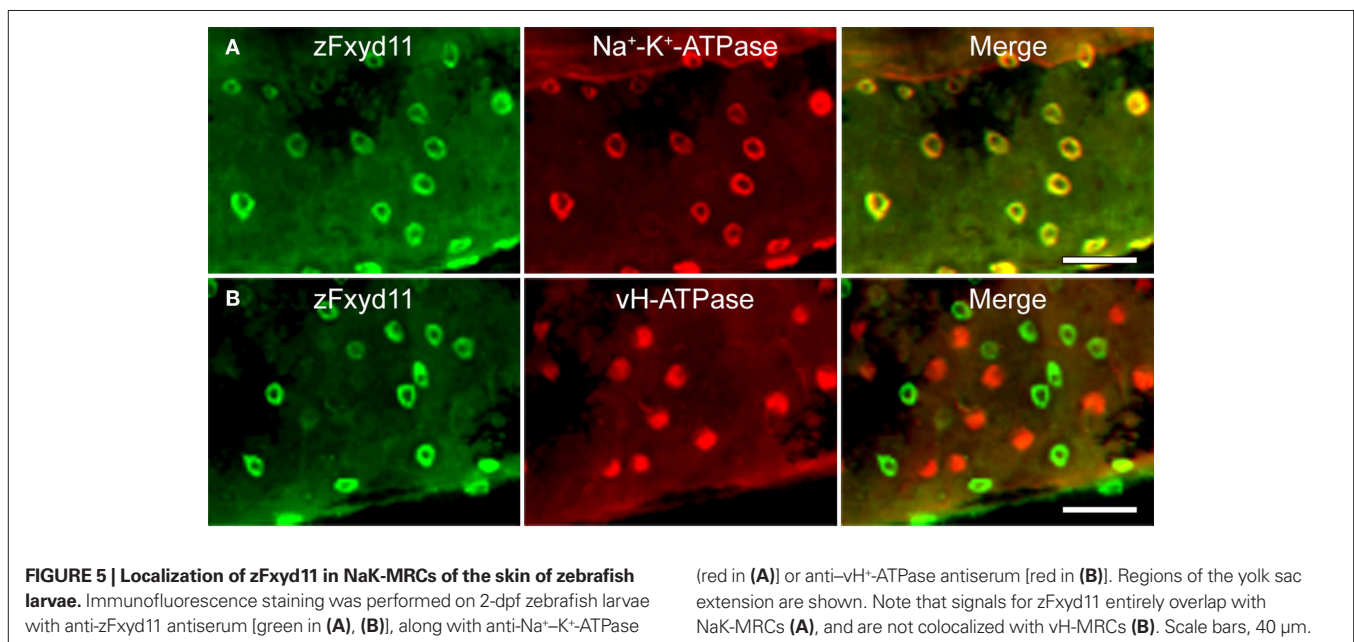 A zFxyd11 Na⁺-K⁺-ATPase Merge
B zFxyd11 vH-ATPase Merge
FIGURE 5 | Localization of zFxyd11 in NaK-MRCs of the skin of zebrafish
larvae. Immunofluorescence staining was performed on 2-dpf zebrafish larvae
with anti-zFxyd11 antiserum [green in (A), (B)], along with anti-Na⁺–K⁺-ATPase
(red in (A)] or anti–vH⁺-ATPase antiserum [red in (B)]. Regions of the yolk sac
extension are shown. Note that signals for zFxyd11 entirely overlap with
NaK-MRCs (A), and are not colocalized with vH-MRCs (B). Scale bars, 40 μm.